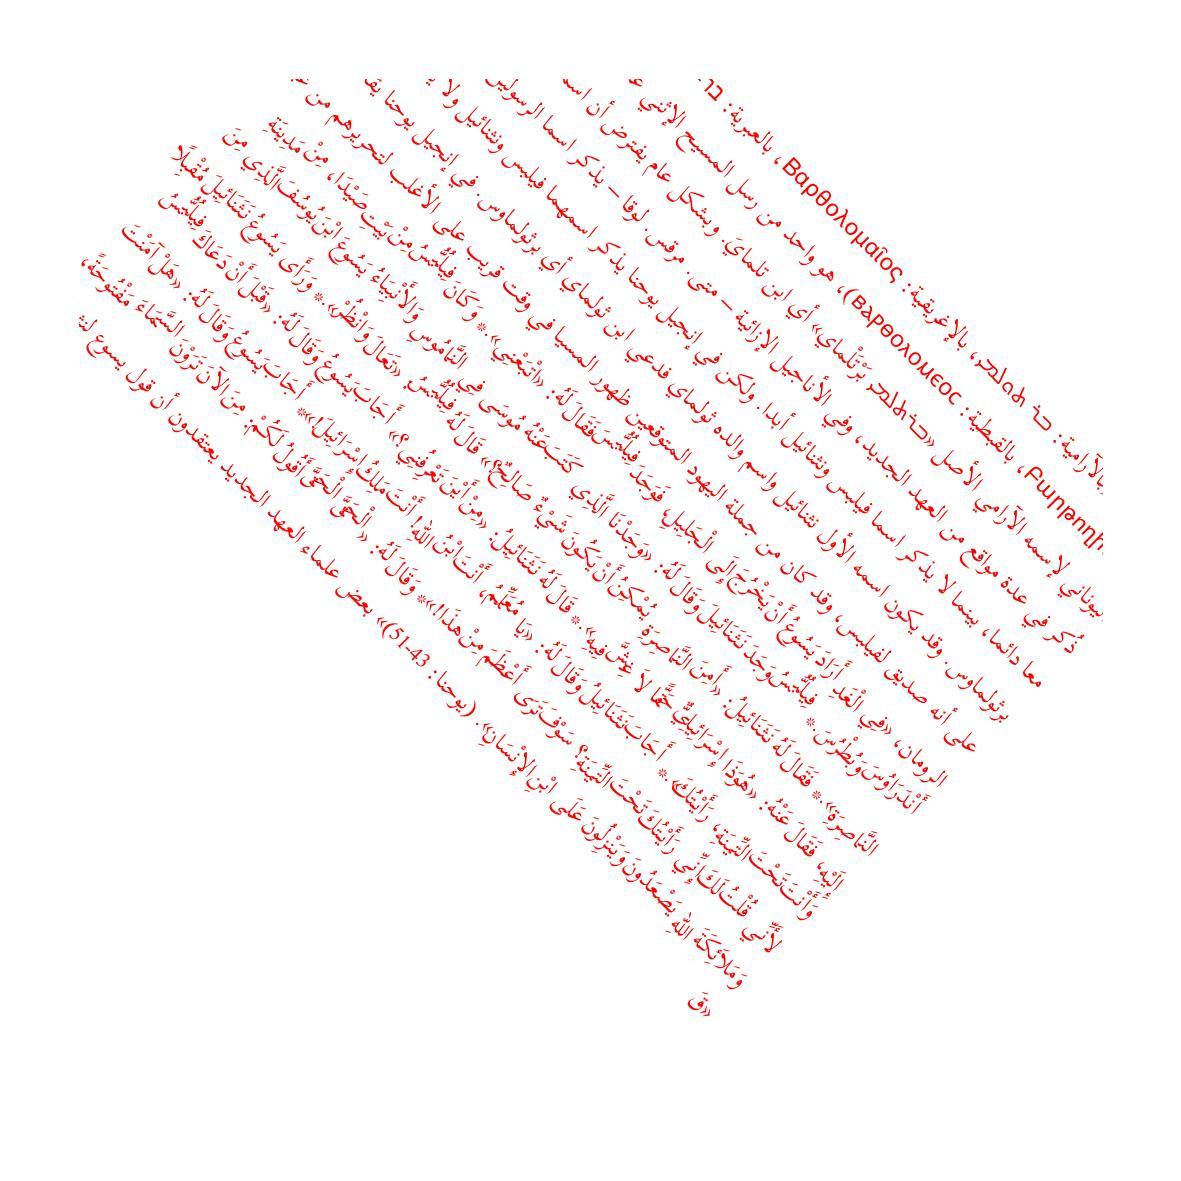 بالآرامية: ܒܪ ܬܘܠܡܝ، بالإغريقية: Βαρθολομαῖος ، بالعبرية: בר
، بالقبطية: ⲃⲁⲣⲑⲟⲗⲟⲙⲉⲟⲥ)، هو واحد من رسل المسيح الإثني
يوناني لإسمه الآرامي الأصل «ܒܪܬܘܠܡܝ بَرْتُلْماي» أي ابن تلمايَ. وبشكل عام يفترض أن اسم
ذُكر في عدة مواقع من العهد الجديد، وفي الأناجيل الإزائية – متى. مرقس. لوقا – يذكر اسما الرسولين
معا دائما، بينما لا يذكر اسما فيلبس ونثنائيل أبدا. ولكن في إنجيل يوحنا يذكر اسمهما فيلبس ونثنائيل ولا
برثولماوس. وقد يكون اسمه الأول نثنائيل واسم والده ثولماي فدعي ابن ثولماي أي برثولماوس. في إنجيل يوحنا
على أنه صديق لفيلبس، وقد كان من جملة اليهود المتوقعين ظهور المسيا في وقت قريب على الأغلب لتحريرهم من
الرومان، «في الْغَدِ أَرَادَ يَسُوعُ أَنْ يَخْرُجَ إِلَى الْجَلِيلِ، فَوَجَدَ فِيلُبُّسَ فَقَالَ لَهُ: «اتْبَعْنِي».* وَكَانَ فِيلُبُّسُ مِنْ بَيْتِ صَيْدَا، مِنْ مَدِينَةِ
أَنْدَرَاوُسَ وَبُطْرُسَ.* فِيلُبُّسُ وَجَدَ نَثَنَائِيلَ وَقَالَ لَهُ: «وَجَدْنَا الَّذِي كَتَبَ عَنْهُ مُوسَى فِي النَّامُوسِ وَالأَنْبِيَاءُ يَسُوعَ ابْنَ يُوسُفَ الَّذِي مِنَ
النَّاصِرَةِ».* فَقَالَ لَهُ نَثَنَائِيلُ: «أَمِنَ النَّاصِرَةِ يُمْكِنُ أَنْ يَكُونَ شَيْءٌ صَالِحٌ؟» قَالَ لَهُ فِيلُبُّسُ: «تَعَالَ وَانْظُرْ».* وَرَأَى يَسُوعُ نَثَنَائِيلَ مُقْبِلاً
إِلَيْهِ، فَقَالَ عَنْهُ: «هُوَذَا إِسْرَائِيلِيٌّ حَقًّا لاَ غِشَّ فِيهِ».* قَالَ لَهُ نَثَنَائِيلُ: «مِنْ أَيْنَ تَعْرِفُنِي؟» أَجَابَ يَسُوعُ وَقَالَ لَهُ: «قَبْلَ أَنْ دَعَاكَ فِيلُبُّسُ
وَأَنْتَ تَحْتَ التِّينَةِ، رَأَيْتُكَ».* أَجَابَ نَثَنَائِيلُ وَقَالَ لَهُ: «يَا مُعَلِّمُ، أَنْتَ ابْنُ اللهِ! أَنْتَ مَلِكُ إِسْرَائِيلَ!»* أَجَابَ يَسُوعُ وَقَالَ لَهُ: «هَلْ آمَنْتَ
لأَنِّي قُلْتُ لَكَ إِنِّي رَأَيْتُكَ تَحْتَ التِّينَةِ؟ سَوْفَ تَرَى أَعْظَمَ مِنْ هذَا!»* وَقَالَ لَهُ: «الْحَقَّ الْحَقَّ أَقُولُ لَكُمْ: مِنَ الآنَ تَرَوْنَ السَّمَاءَ مَفْتُوحَةً،
وَمَلاَئِكَةَ اللهِ يَصْعَدُونَ وَيَنْزِلُونَ عَلَى ابْنِ الإِنْسَانِ». (يوحنا: 43-51)» بعض علماء العهد الجديد يعتقدون أن قول يسوع
«قَ